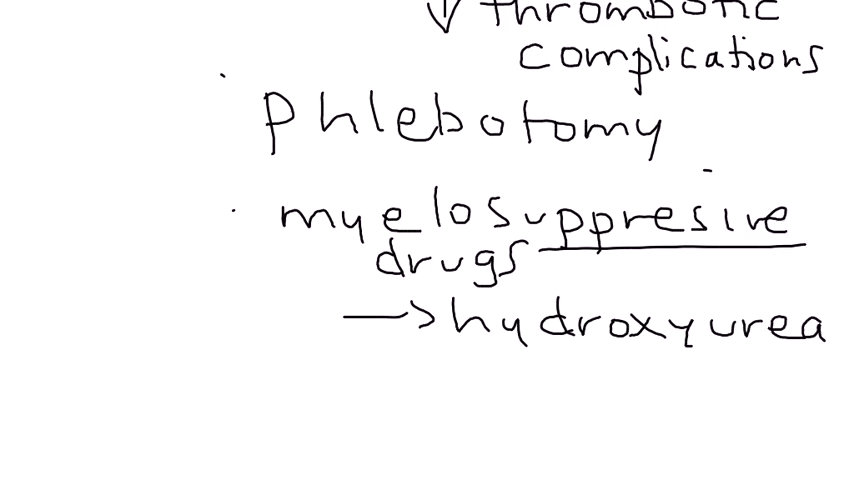 ↓ thrombotic
complications
Phlebotomy
myelosuppresive
drugs
→ hydroxyurea